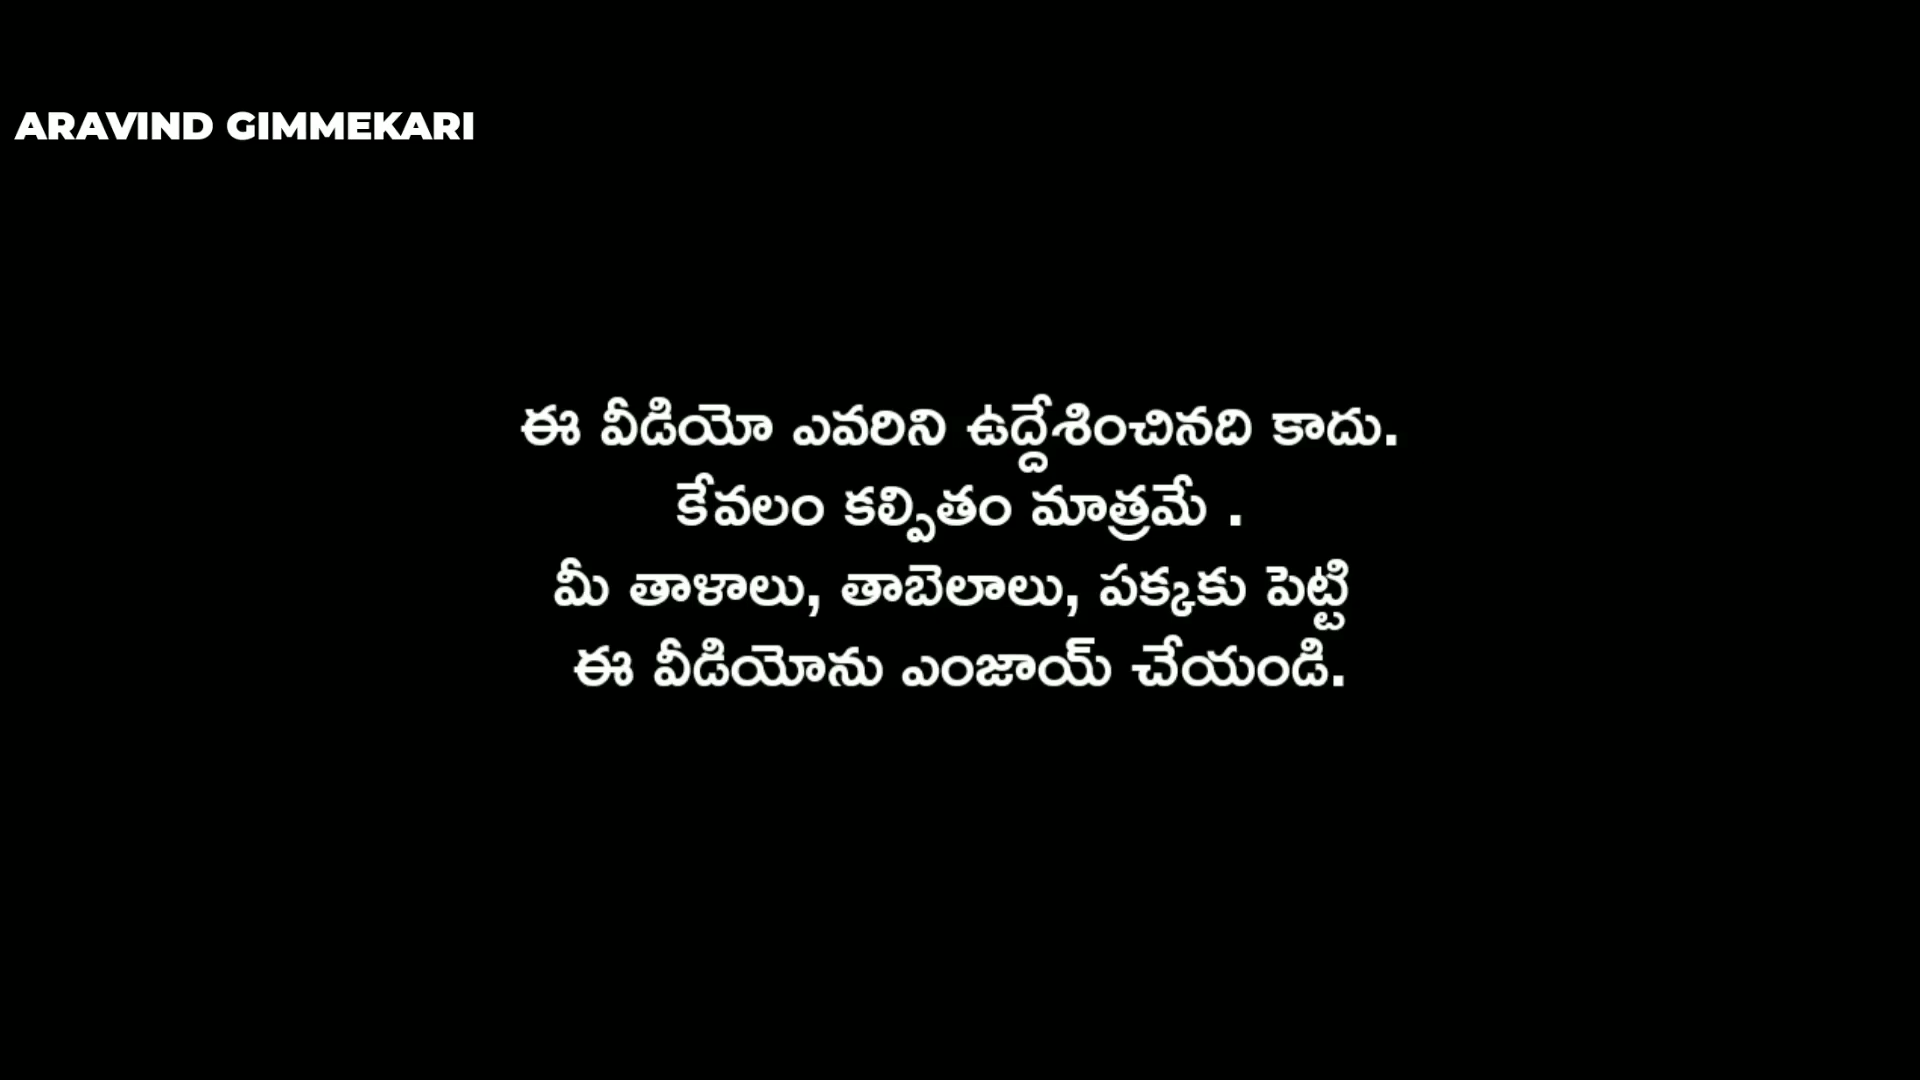 ARAVIND GIMMEKARI
ఈ వీడియో ఎవరిని ఉద్దేశించినది కాదు.
కేవలం కల్పితం మాత్రమే .
మీ తాళాలు, తాబెలాలు, పక్కకు పెట్టి
ఈ వీడియోను ఎంజాయ్ చేయండి.